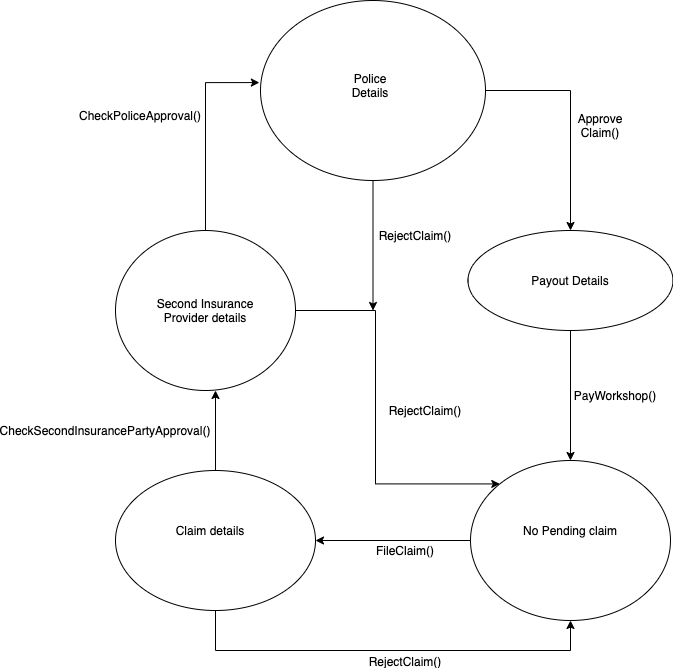 Police
Details
CheckPoliceApproval()
Approve
Claim()
RejectClaim()
Second Insurance
Provider details
Payout Details
PayWorkshop()
RejectClaim()
CheckSecondInsurancePartyApproval()
Claim details
No Pending claim
FileClaim()
RejectClaim()